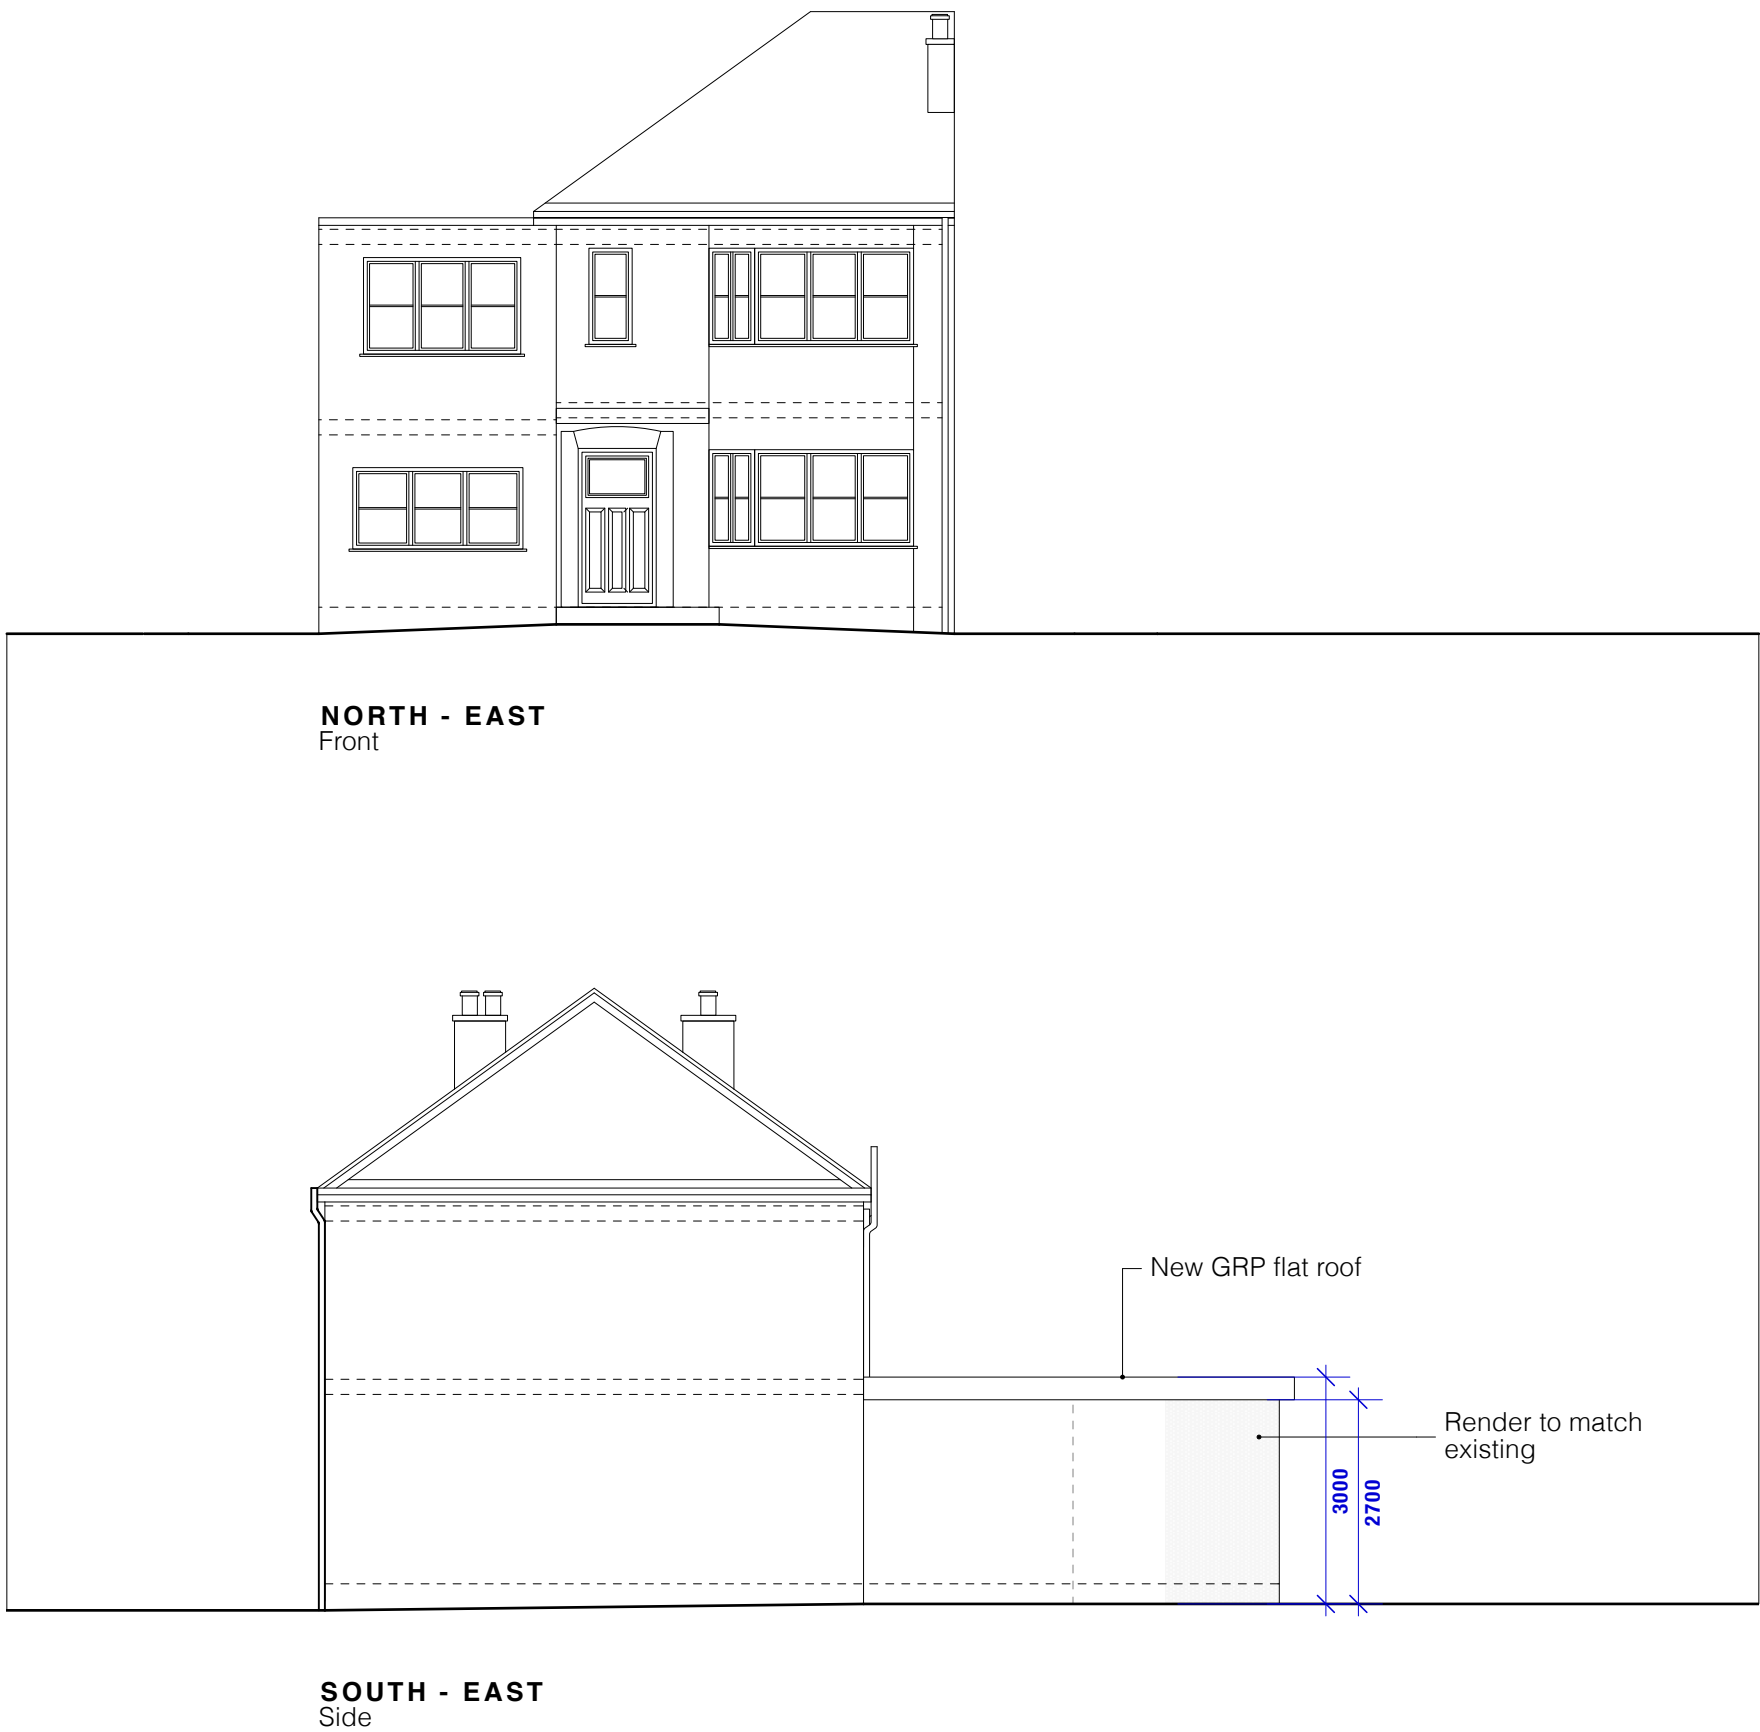 NORTH - EAST
Front
New GRP flat roof
Render to match
existing
3000
2700
SOUTH - EAST
Side